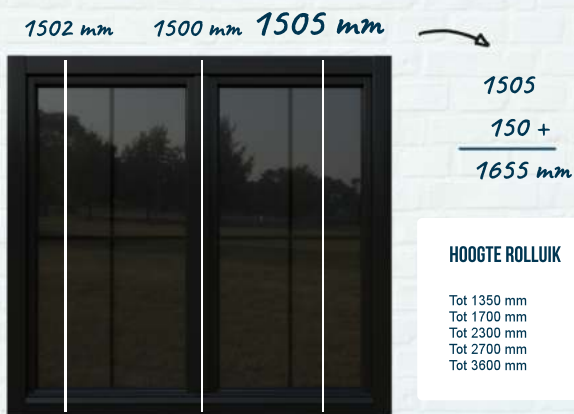 1502 mm 1500 mm 1505 mm
1505
150 +
1655 mm
HOOGTE ROLLUIK
Tot 1350 mm
Tot 1700 mm
Tot 2300 mm
Tot 2700 mm
Tot 3600 mm